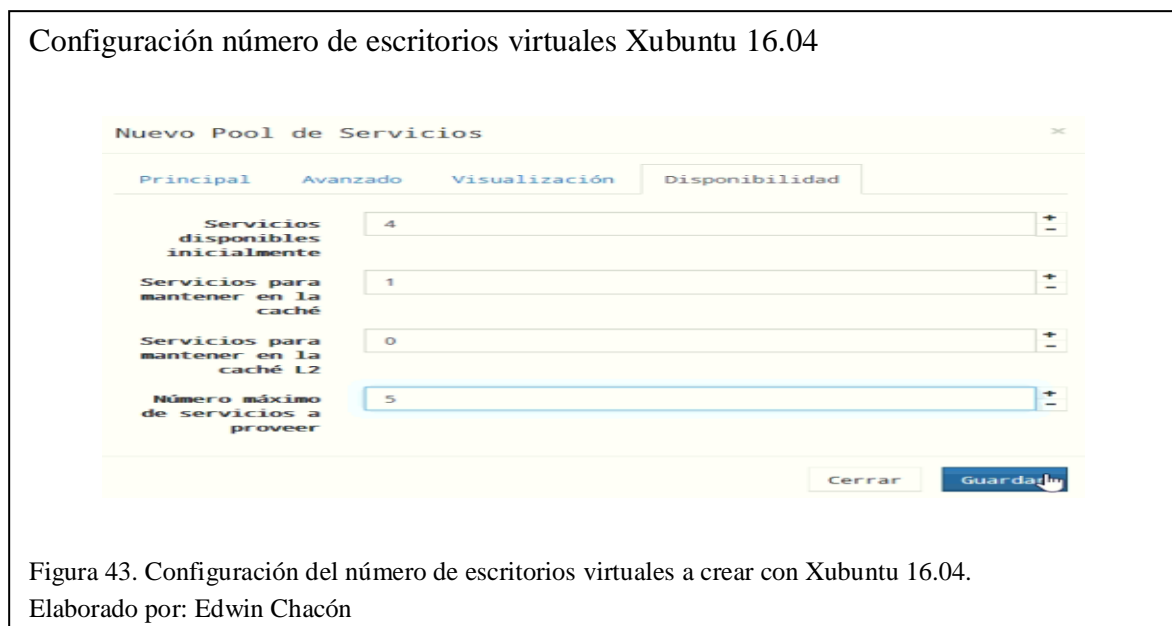 Configuración número de escritorios virtuales Xubuntu 16.04
Nuevo Pool de Servicios ×
Principal Avanzado Visualización Disponibilidad
Servicios
disponibles
inicialmente
4
+
-
Servicios para
mantener en la
caché
1
+
-
Servicios para
mantener en la
caché L2
0
+
-
Número máximo
de servicios a
proveer
5
+
-
Cerrar Guardar
Figura 43. Configuración del número de escritorios virtuales a crear con Xubuntu 16.04.
Elaborado por: Edwin Chacón